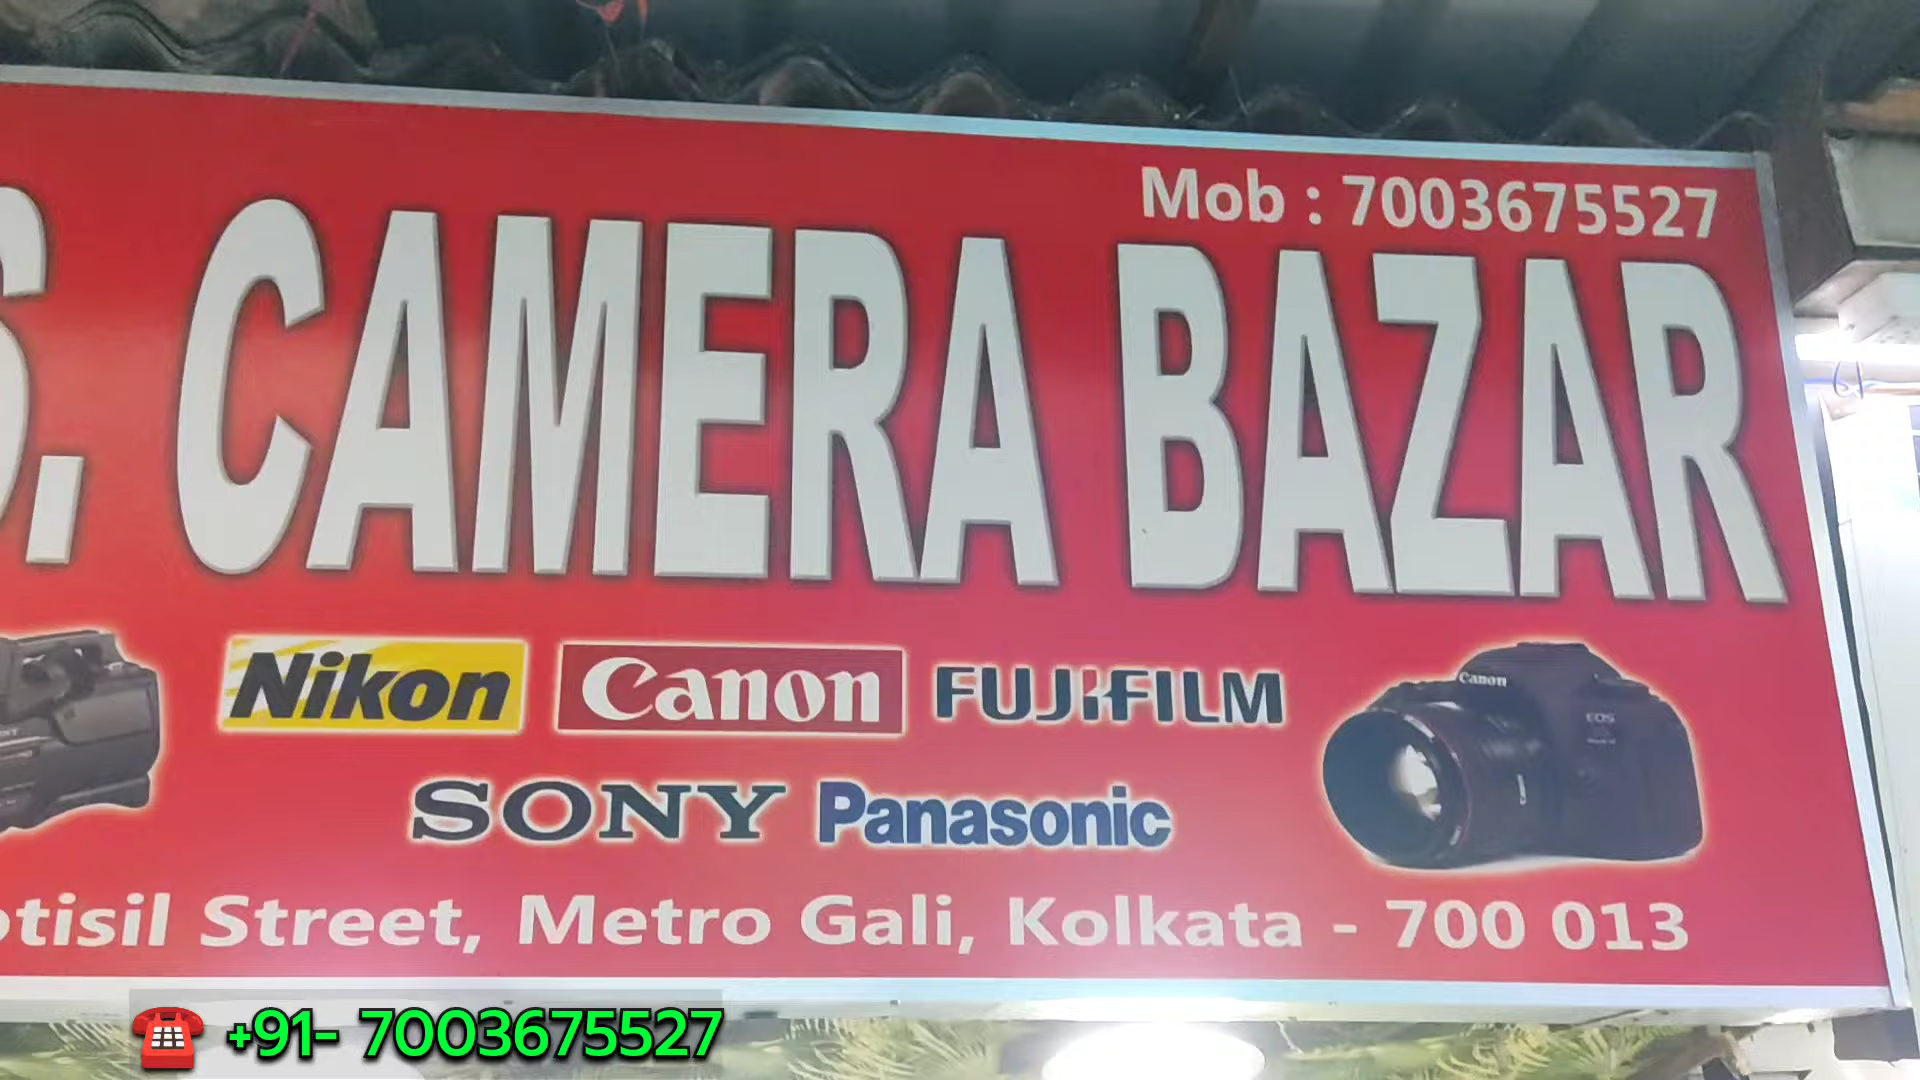 Mob : 7003675527
S. CAMERA BAZAR
Nikon Canon FUJIFILM
Canon
EOS
SONY Panasonic
otisil Street, Metro Gali, Kolkata - 700 013
+91- 7003675527